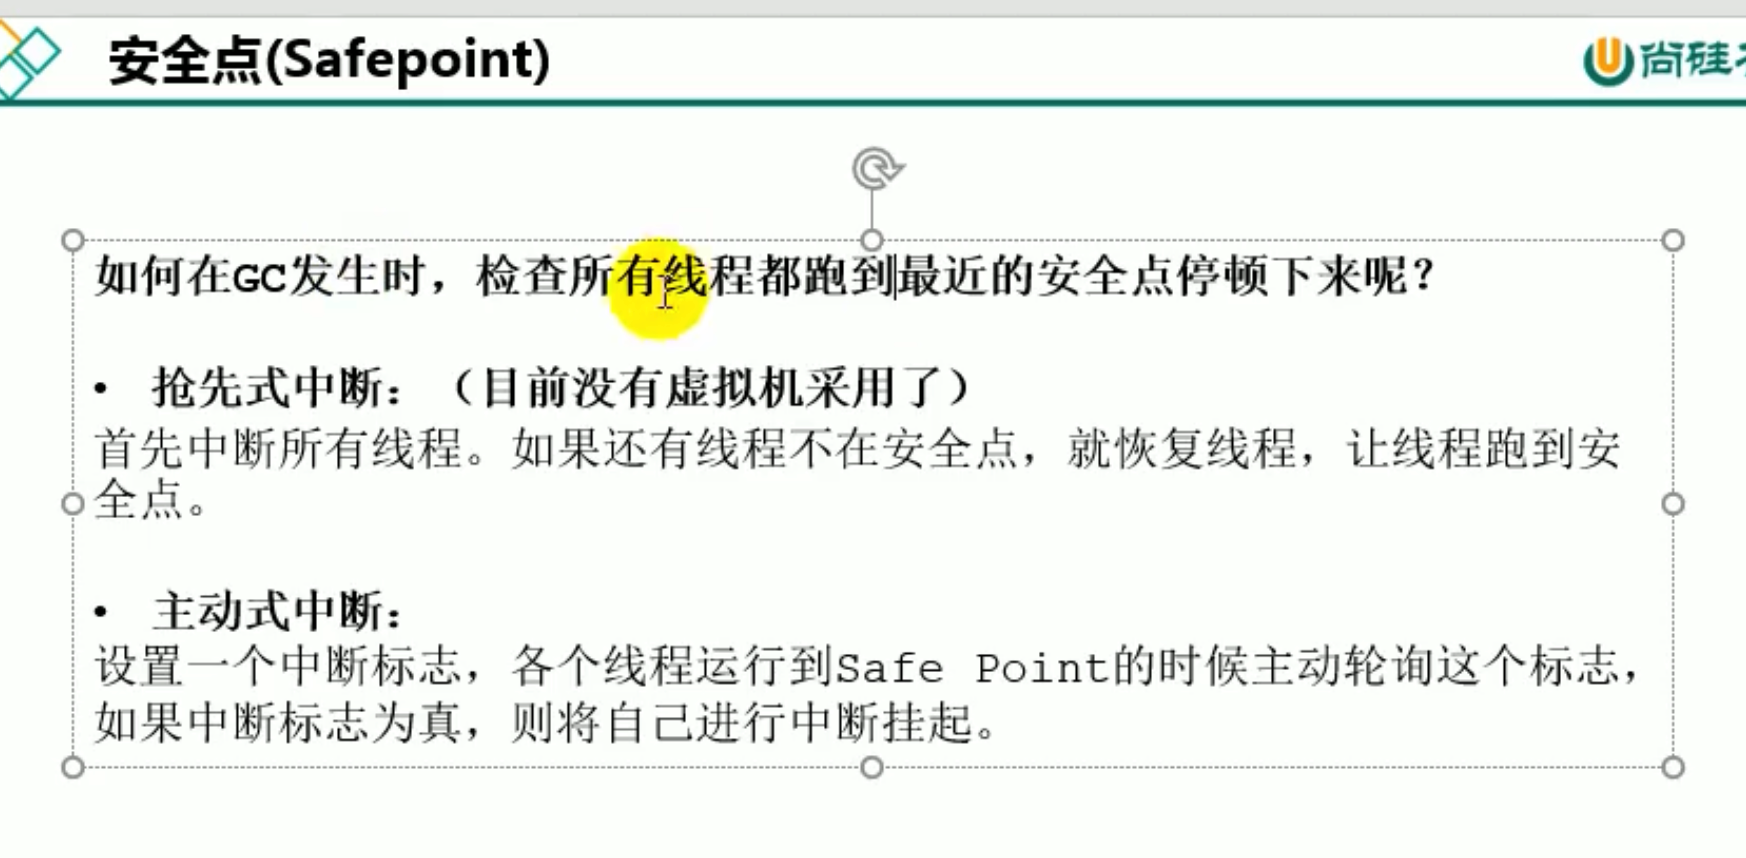 安全点(Safepoint)
尚硅
如何在GC发生时，检查所有线程都跑到最近的安全点停顿下来呢？
• 抢先式中断：（目前没有虚拟机采用了）
首先中断所有线程。如果还有线程不在安全点，就恢复线程，让线程跑到安
全点。
• 主动式中断：
设置一个中断标志，各个线程运行到Safe Point的时候主动轮询这个标志，
如果中断标志为真，则将自己进行中断挂起。